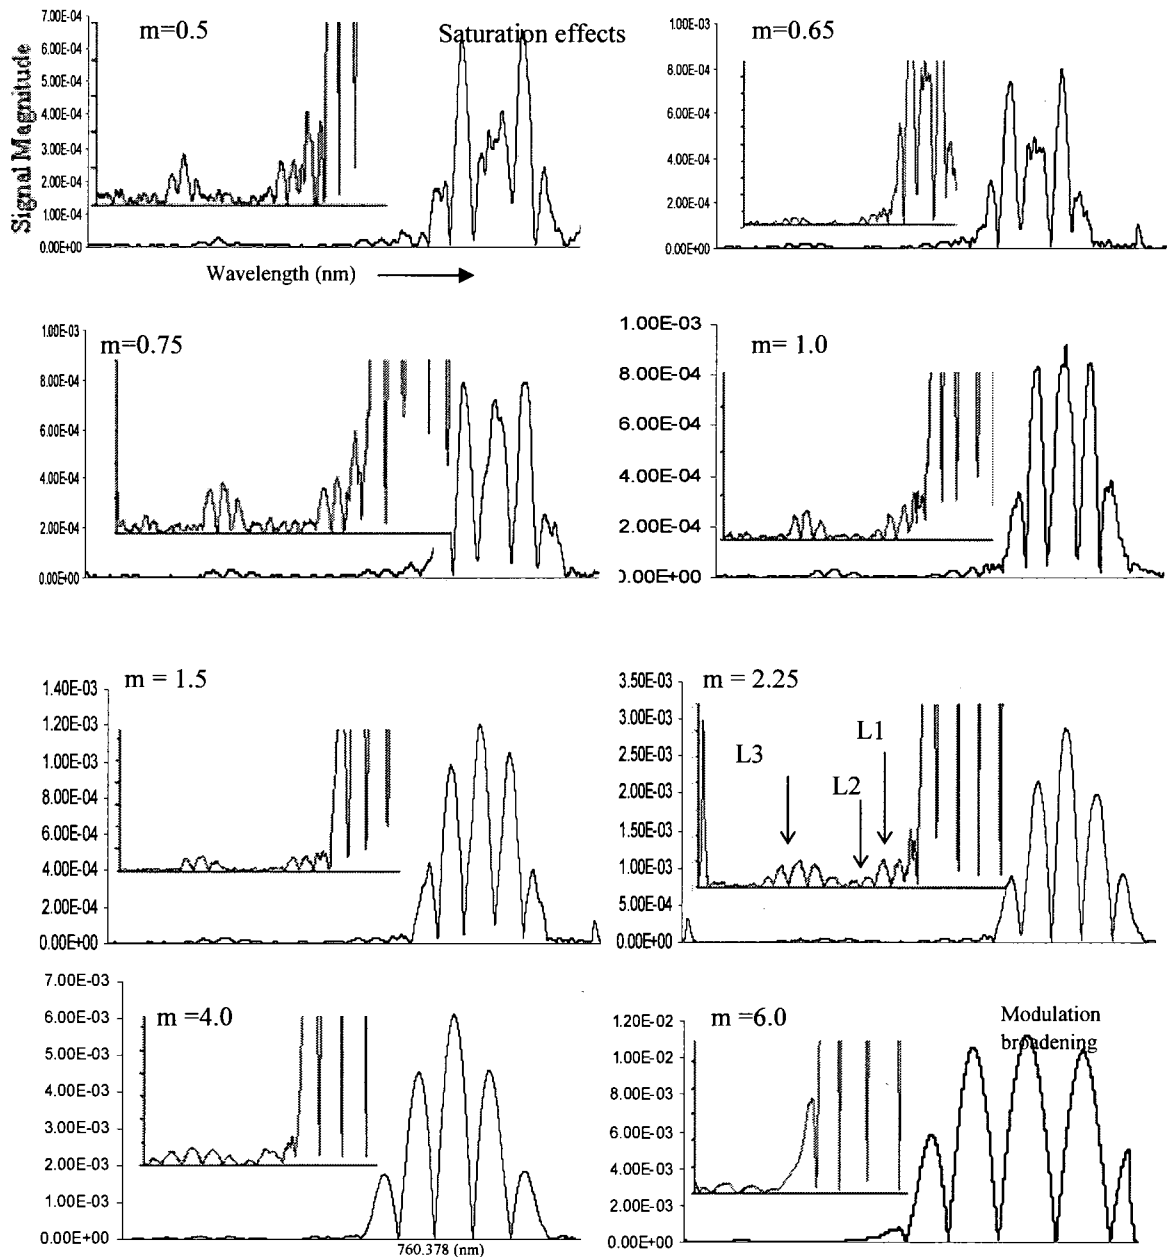 7.00E-04
6.00E-04
5.00E-04
4.00E-04
3.00E-04
2.00E-04
1.00E-04
0.00E+00
Signal Magnitude
m=0.5
Saturation effects
Wavelength (nm)
1.00E-03
8.00E-04
6.00E-04
4.00E-04
2.00E-04
0.00E+00
m=0.65
1.00E-03
8.00E-04
6.00E-04
4.00E-04
2.00E-04
0.00E+00
m=0.75
1.00E-03
8.00E-04
6.00E-04
4.00E-04
2.00E-04
0.00E+00
m= 1.0
1.40E-03
1.20E-03
1.00E-03
8.00E-04
6.00E-04
4.00E-04
2.00E-04
0.00E+00
m = 1.5
3.50E-03
3.00E-03
2.50E-03
2.00E-03
1.50E-03
1.00E-03
5.00E-04
0.00E+00
m = 2.25
L3
L2
L1
7.00E-03
6.00E-03
5.00E-03
4.00E-03
3.00E-03
2.00E-03
1.00E-03
0.00E+00
m =4.0
760.378 (nm)
1.20E-02
1.00E-02
8.00E-03
6.00E-03
4.00E-03
2.00E-03
0.00E+00
m =6.0
Modulation
broadening